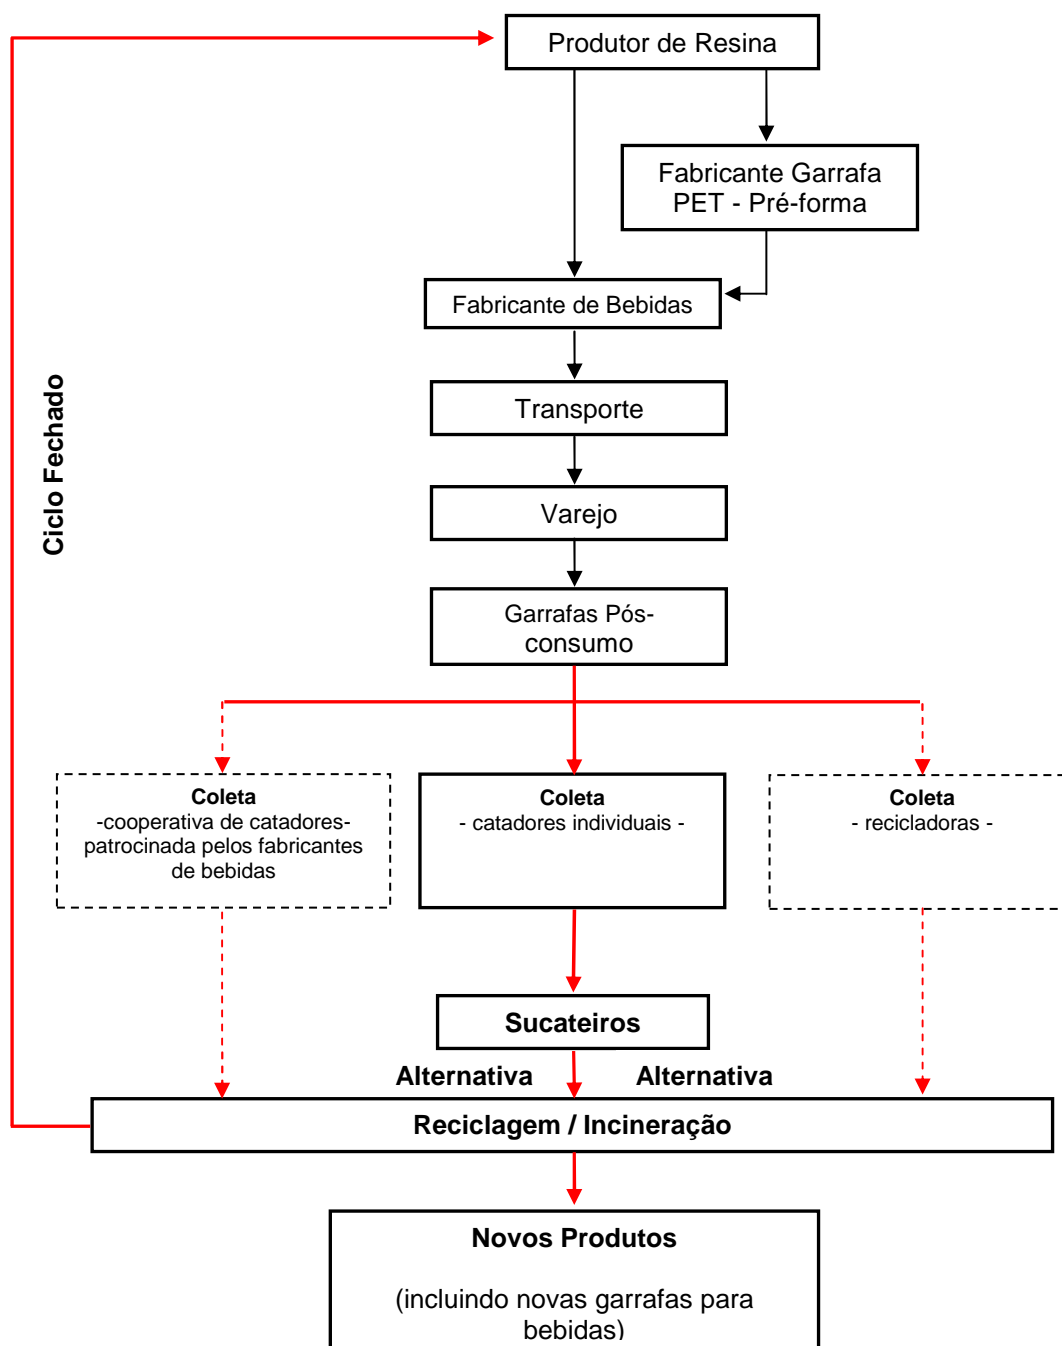 Produtor de Resina
Fabricante Garrafa
PET - Pré-forma
Fabricante de Bebidas
Transporte
Varejo
Garrafas Pós-
consumo
Ciclo Fechado
Coleta
-cooperativa de catadores-
patrocinada pelos fabricantes
de bebidas
Coleta
- catadores individuais -
Coleta
- recicladoras -
Sucateiros
Alternativa
Alternativa
Reciclagem / Incineração
Novos Produtos
(incluindo novas garrafas para
bebidas)